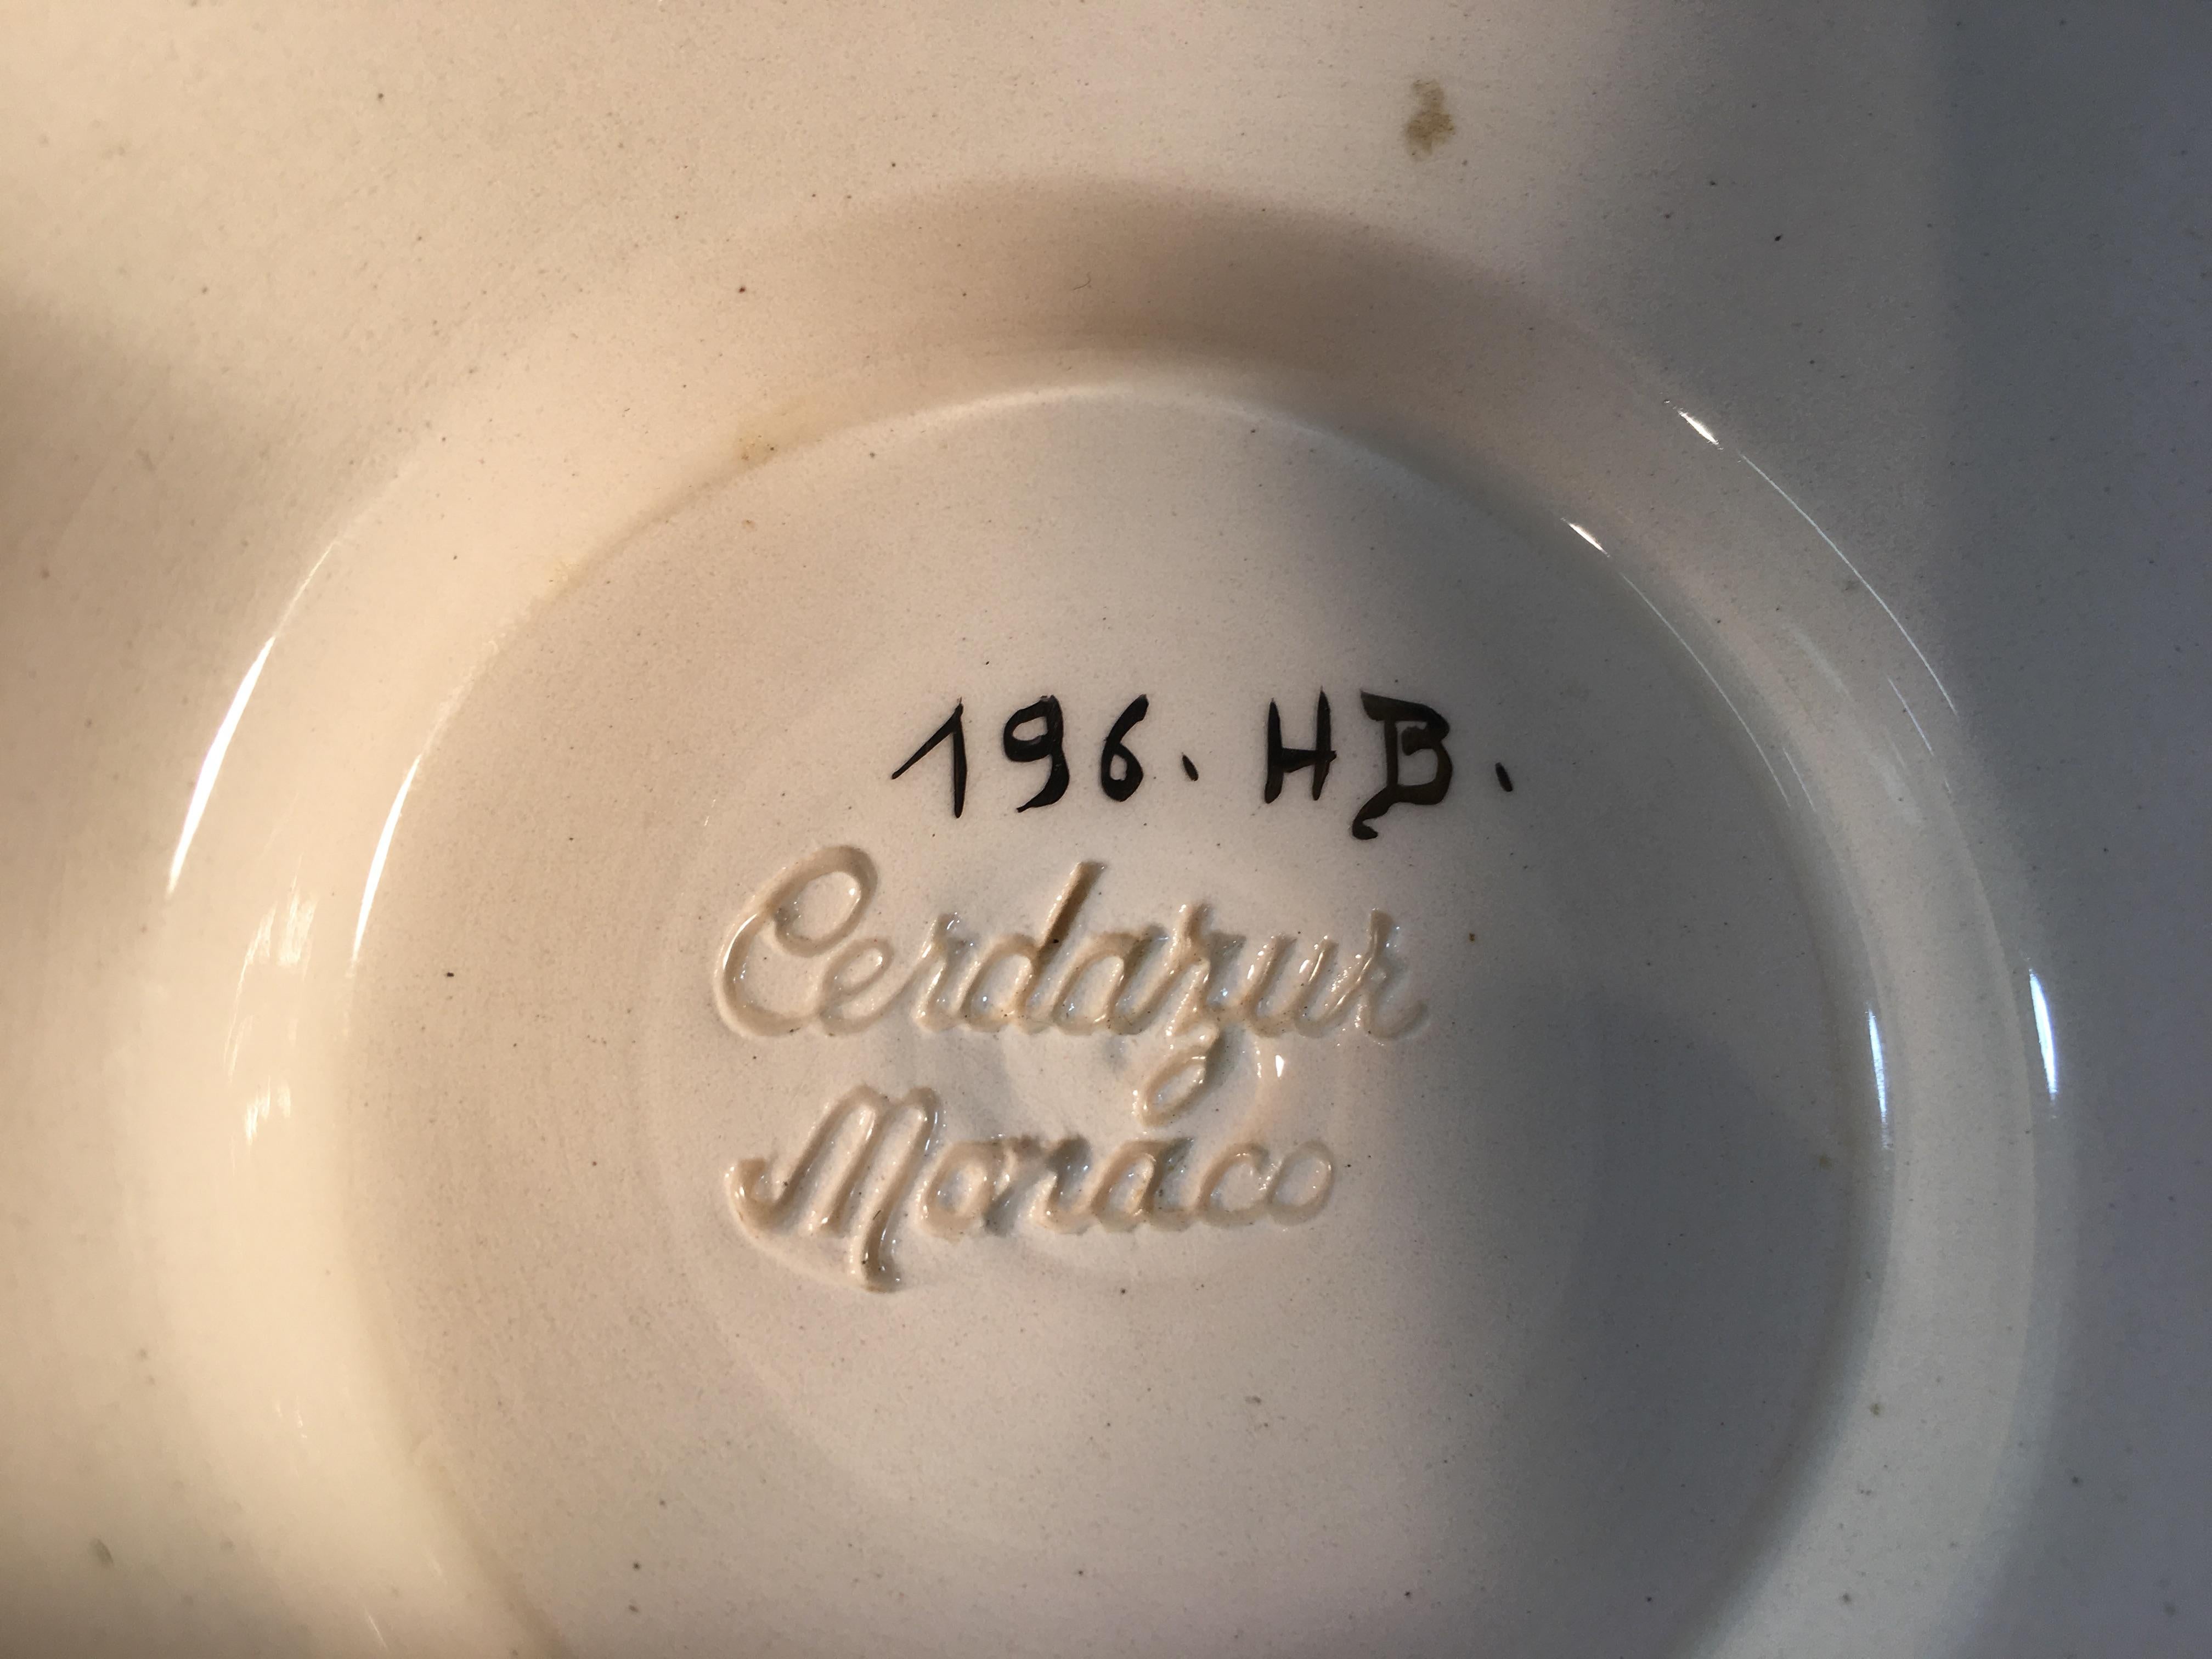 196. HB.
Cerdazur
Monaco